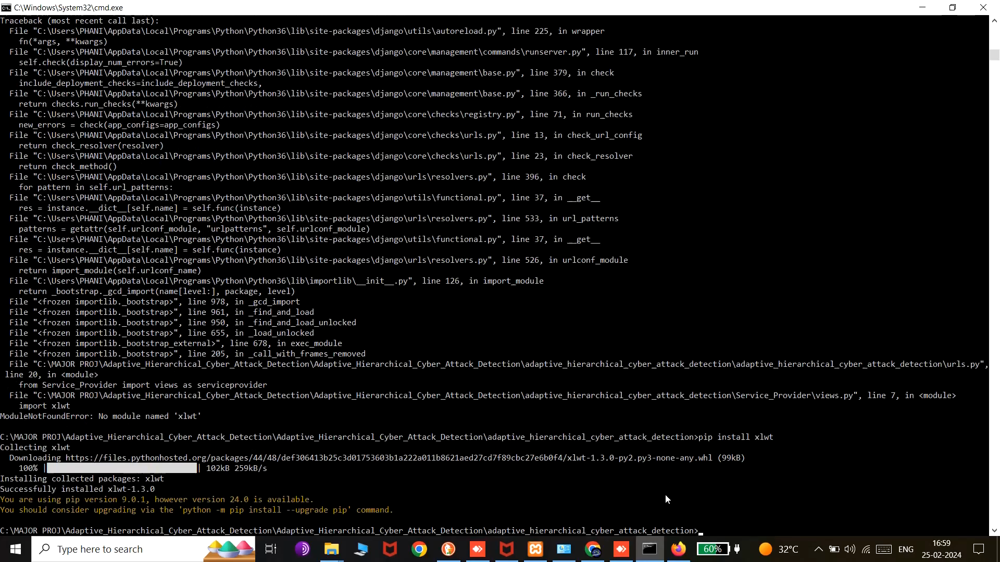 C:\Windows\System32\cmd.exe
Traceback (most recent call last):
File "C:\Users\PHANI\AppData\Local\Programs\Python\Python36\lib\site-packages\django\utils\autoreload.py", line 225, in wrapper
fn(*args, **kwargs)
File "C:\Users\PHANI\AppData\Local\Programs\Python\Python36\lib\site-packages\django\core\management\commands\runserver.py", line 117, in inner_run
self.check(display_num_errors=True)
File "C:\Users\PHANI\AppData\Local\Programs\Python\Python36\lib\site-packages\django\core\management\base.py", line 379, in check
include_deployment_checks=include_deployment_checks,
File "C:\Users\PHANI\AppData\Local\Programs\Python\Python36\lib\site-packages\django\core\management\base.py", line 366, in _run_checks
return checks.run_checks(**kwargs)
File "C:\Users\PHANI\AppData\Local\Programs\Python\Python36\lib\site-packages\django\core\checks\registry.py", line 71, in run_checks
new_errors = check(app_configs=app_configs)
File "C:\Users\PHANI\AppData\Local\Programs\Python\Python36\lib\site-packages\django\core\checks\urls.py", line 13, in check_url_config
return check_resolver(resolver)
File "C:\Users\PHANI\AppData\Local\Programs\Python\Python36\lib\site-packages\django\core\checks\urls.py", line 23, in check_resolver
return check_method()
File "C:\Users\PHANI\AppData\Local\Programs\Python\Python36\lib\site-packages\django\urls\resolvers.py", line 396, in check
for pattern in self.url_patterns:
File "C:\Users\PHANI\AppData\Local\Programs\Python\Python36\lib\site-packages\django\utils\functional.py", line 37, in __get__
res = instance.__dict__[self.name] = self.func(instance)
File "C:\Users\PHANI\AppData\Local\Programs\Python\Python36\lib\site-packages\django\urls\resolvers.py", line 533, in url_patterns
patterns = getattr(self.urlconf_module, "urlpatterns", self.urlconf_module)
File "C:\Users\PHANI\AppData\Local\Programs\Python\Python36\lib\site-packages\django\utils\functional.py", line 37, in __get__
res = instance.__dict__[self.name] = self.func(instance)
File "C:\Users\PHANI\AppData\Local\Programs\Python\Python36\lib\site-packages\django\urls\resolvers.py", line 526, in urlconf_module
return import_module(self.urlconf_name)
File "C:\Users\PHANI\AppData\Local\Programs\Python\Python36\lib\importlib\__init__.py", line 126, in import_module
return _bootstrap._gcd_import(name[level:], package, level)
File "<frozen importlib._bootstrap>", line 978, in _gcd_import
File "<frozen importlib._bootstrap>", line 961, in _find_and_load
File "<frozen importlib._bootstrap>", line 950, in _find_and_load_unlocked
File "<frozen importlib._bootstrap>", line 655, in _load_unlocked
File "<frozen importlib._bootstrap_external>", line 678, in exec_module
File "<frozen importlib._bootstrap>", line 205, in _call_with_frames_removed
File "C:\MAJOR PROJ\Adaptive_Hierarchical_Cyber_Attack_Detection\Adaptive_Hierarchical_Cyber_Attack_Detection\adaptive_hierarchical_cyber_attack_detection\adaptive_hierarchical_cyber_attack_detection\urls.py",
line 20, in <module>
from Service_Provider import views as serviceprovider
File "C:\MAJOR PROJ\Adaptive_Hierarchical_Cyber_Attack_Detection\Adaptive_Hierarchical_Cyber_Attack_Detection\adaptive_hierarchical_cyber_attack_detection\Service_Provider\views.py", line 7, in <module>
import xlwt
ModuleNotFoundError: No module named 'xlwt'
C:\MAJOR PROJ\Adaptive_Hierarchical_Cyber_Attack_Detection\Adaptive_Hierarchical_Cyber_Attack_Detection\adaptive_hierarchical_cyber_attack_detection>pip install xlwt
Collecting xlwt
Downloading https://files.pythonhosted.org/packages/44/48/def306413b25c3d01753603b1a222a011b8621aed27cd7f89cbc27e6b0f4/xlwt-1.3.0-py2.py3-none-any.whl (99kB)
100% | | 102kB 259kB/s
Installing collected packages: xlwt
Successfully installed xlwt-1.3.0
You are using pip version 9.0.1, however version 24.0 is available.
You should consider upgrading via the 'python -m pip install --upgrade pip' command.
C:\MAJOR PROJ\Adaptive_Hierarchical_Cyber_Attack_Detection\Adaptive_Hierarchical_Cyber_Attack_Detection\adaptive_hierarchical_cyber_attack_detection>
Type here to search
60%
32°C
ENG
16:59
25-02-2024